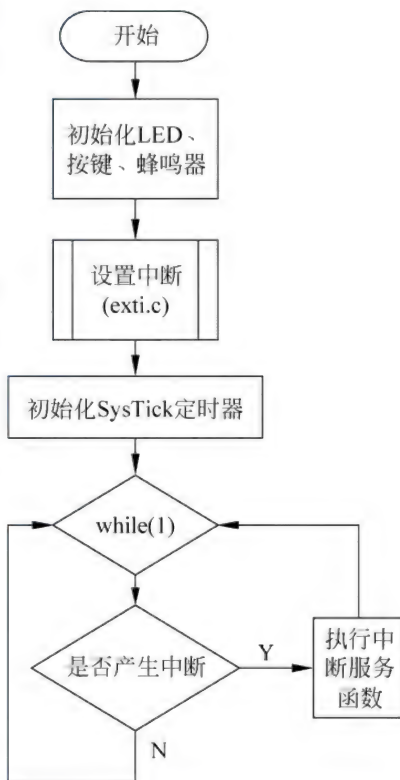 开始
初始化LED、
按键、蜂鸣器
设置中断
(exti.c)
初始化SysTick定时器
while(1)
是否产生中断
Y
执行中
断服务
函数
N